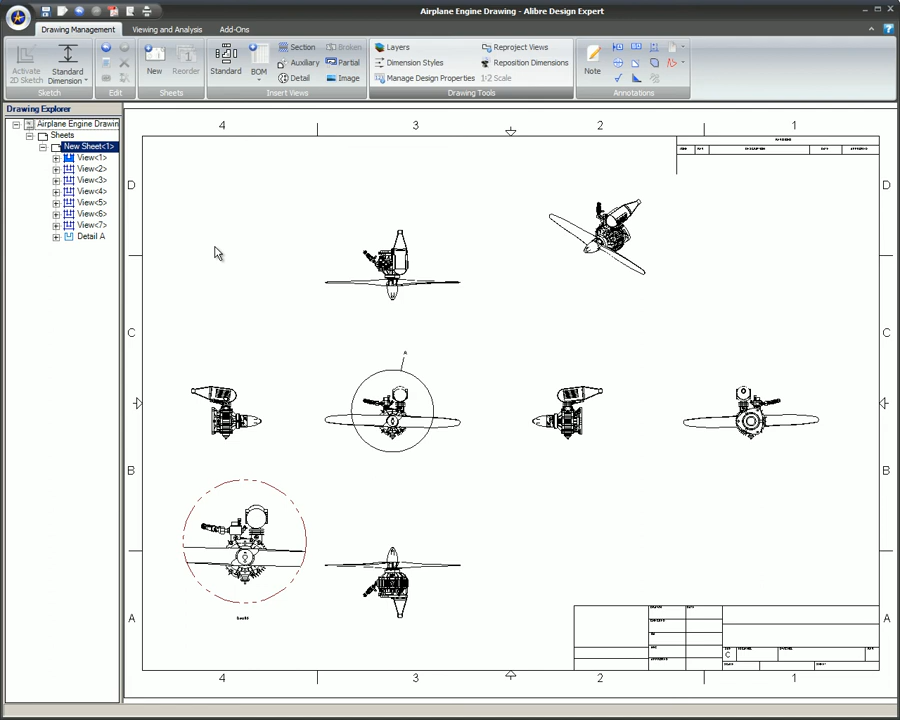 Airplane Engine Drawing - Alibre Design Expert
Drawing Management
Viewing and Analysis
Add-Ons
Activate
2D Sketch
Standard
Dimension
Sketch
Edit
New
Reorder
Sheets
Standard
BOM
Section
Auxiliary
Detail
Broken
Partial
Image
Insert Views
Layers
Dimension Styles
Manage Design Properties
Reproject Views
Reposition Dimensions
1/2 Scale
Drawing Tools
Note
Annotations
Drawing Explorer
Airplane Engine Drawin
Sheets
New Sheet<1>
View<1>
View<2>
View<3>
View<4>
View<5>
View<6>
View<7>
Detail A
4 3 2 1
D D
C C
A
B B
A A
C
4 3 2 1